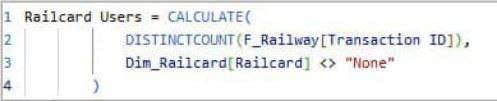 1 Railcard Users = CALCULATE(
2 DISTINCTCOUNT(F_Railway[Transaction ID]),
3 Dim_Railcard[Railcard] <> "None"
4 )